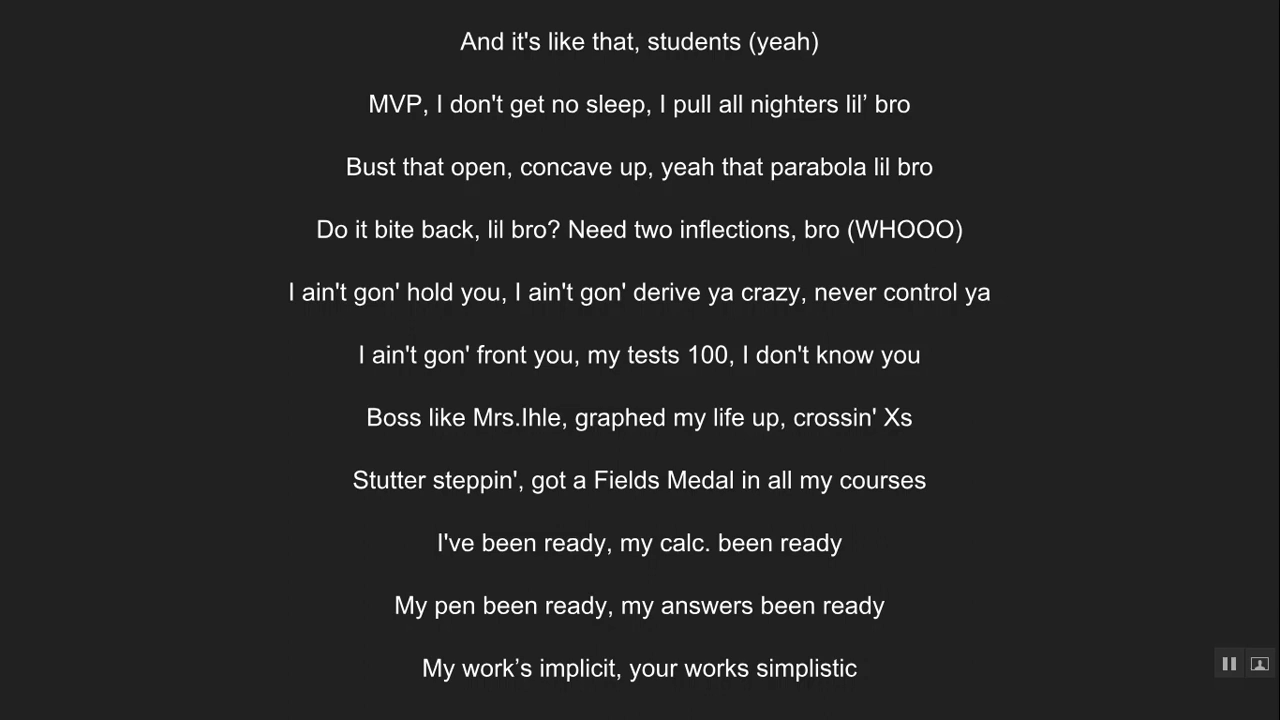 And it's like that, students (yeah)
MVP, I don't get no sleep, I pull all nighters lil’ bro
Bust that open, concave up, yeah that parabola lil bro
Do it bite back, lil bro? Need two inflections, bro (WHOOO)
I ain't gon' hold you, I ain't gon' derive ya crazy, never control ya
I ain't gon' front you, my tests 100, I don't know you
Boss like Mrs.Ihle, graphed my life up, crossin' Xs
Stutter steppin', got a Fields Medal in all my courses
I've been ready, my calc. been ready
My pen been ready, my answers been ready
My work’s implicit, your works simplistic